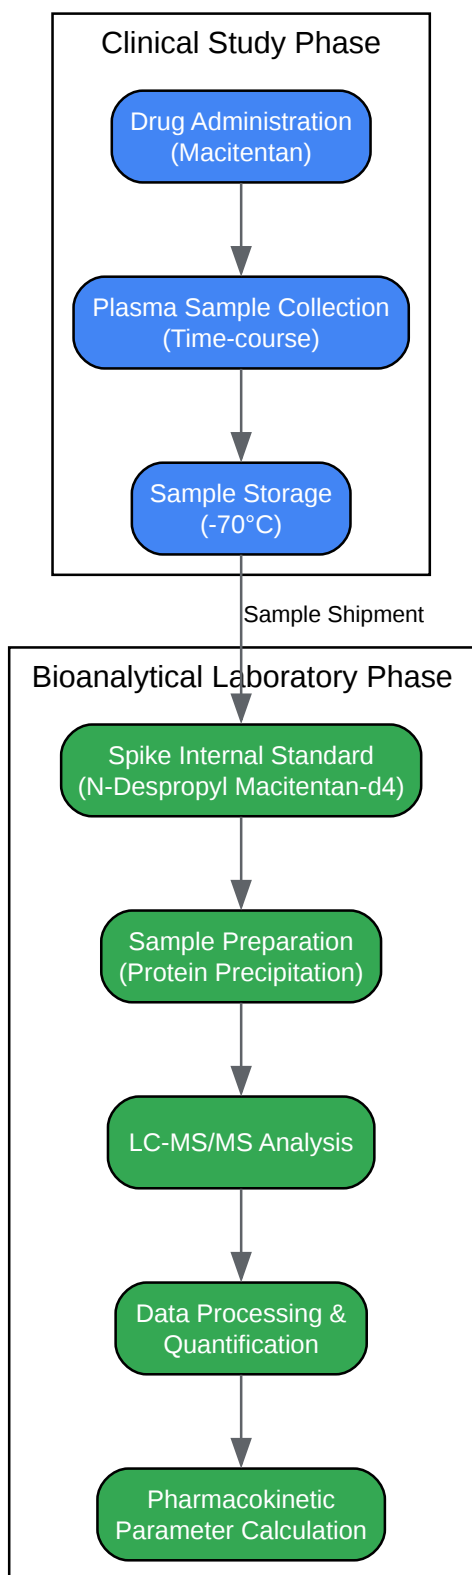 Clinical Study Phase
Drug Administration
(Macitentan)
Plasma Sample Collection
(Time-course)
Sample Storage
(-70°C)
Sample Shipment
Bioanalytical Laboratory Phase
Spike Internal Standard
(N-Despropyl Macitentan-d4)
Sample Preparation
(Protein Precipitation)
LC-MS/MS Analysis
Data Processing &
Quantification
Pharmacokinetic
Parameter Calculation